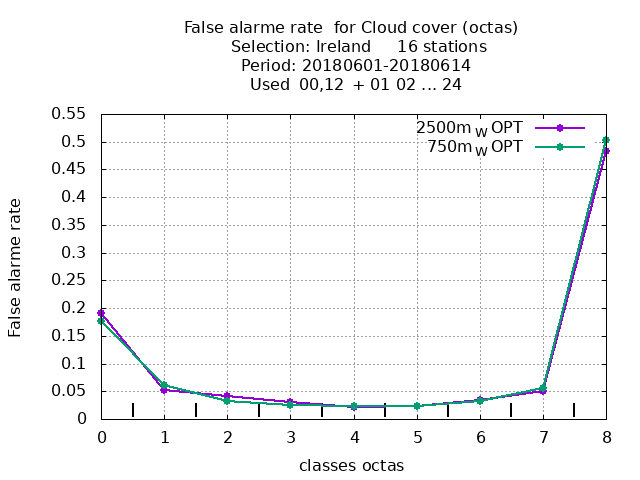 False alarme rate  for Cloud cover (octas)
Selection: Ireland     16 stations
Period: 20180601-20180614
Used  00,12  + 01 02 ... 24
2500m W OPT
750m W OPT
0.55
0.5
0.45
0.4
0.35
0.3
0.25
0.2
0.15
0.1
0.05
0
False alarme rate
0 1 2 3 4 5 6 7 8
classes octas